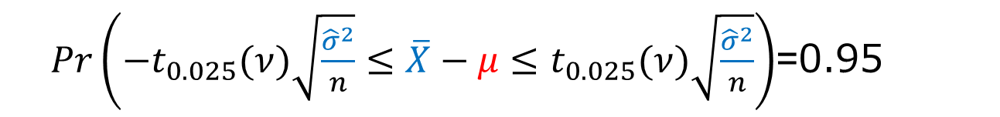 Pr(−t₀.₀₂₅(ν)√(σ̂²/n) ≤ X̄ − μ ≤ t₀.₀₂₅(ν)√(σ̂²/n))=0.95